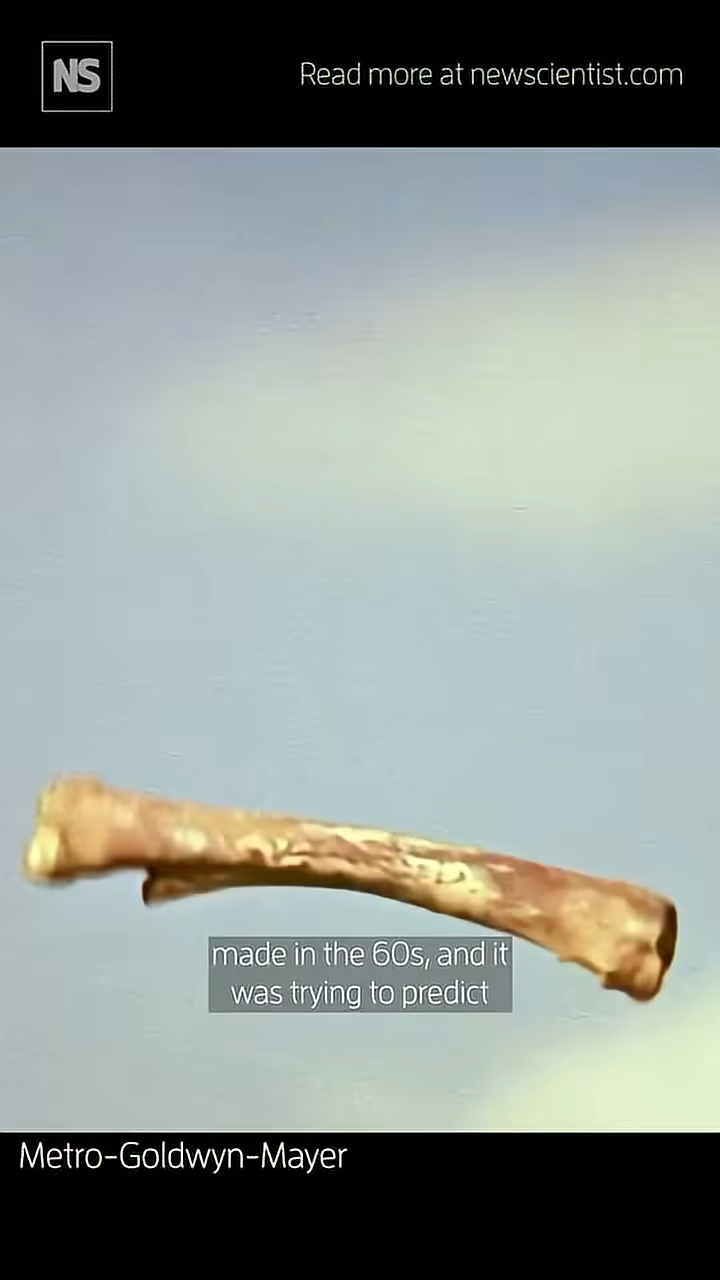 NS
Read more at newscientist.com
made in the 60s, and it
was trying to predict
Metro-Goldwyn-Mayer